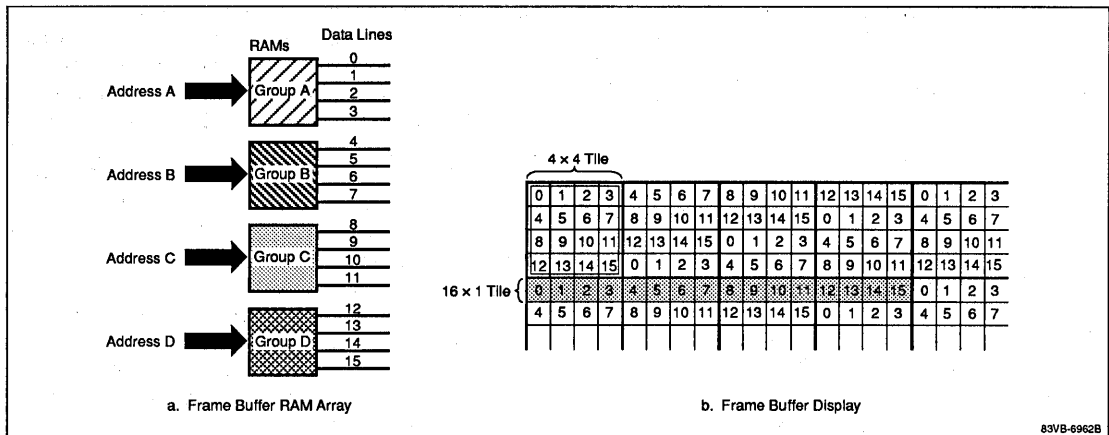 RAMs
Data Lines
Address A
Group A
0
1
2
3
Address B
Group B
4
5
6
7
Address C
Group C
8
9
10
11
Address D
Group D
12
13
14
15
a. Frame Buffer RAM Array
4 × 4 Tile
0 1 2 3 4 5 6 7 8 9 10 11 12 13 14 15 0 1 2 3
4 5 6 7 8 9 10 11 12 13 14 15 0 1 2 3 4 5 6 7
8 9 10 11 12 13 14 15 0 1 2 3 4 5 6 7 8 9 10 11
12 13 14 15 0 1 2 3 4 5 6 7 8 9 10 11 12 13 14 15
16 × 1 Tile 0 1 2 3 4 5 6 7 8 9 10 11 12 13 14 15 0 1 2 3
4 5 6 7 8 9 10 11 12 13 14 15 0 1 2 3 4 5 6 7
b. Frame Buffer Display
83VB-6962B